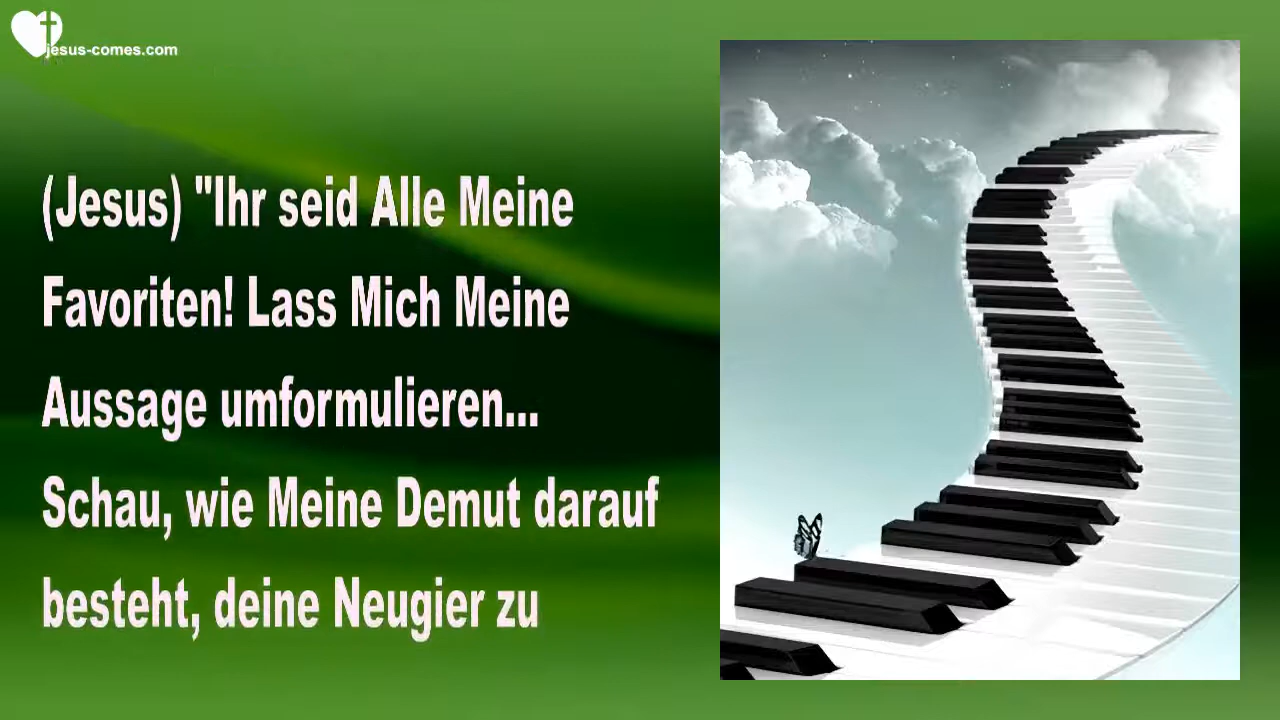 jesus-comes.com
(Jesus) "Ihr seid Alle Meine
Favoriten! Lass Mich Meine
Aussage umformulieren...
Schau, wie Meine Demut darauf
besteht, deine Neugier zu